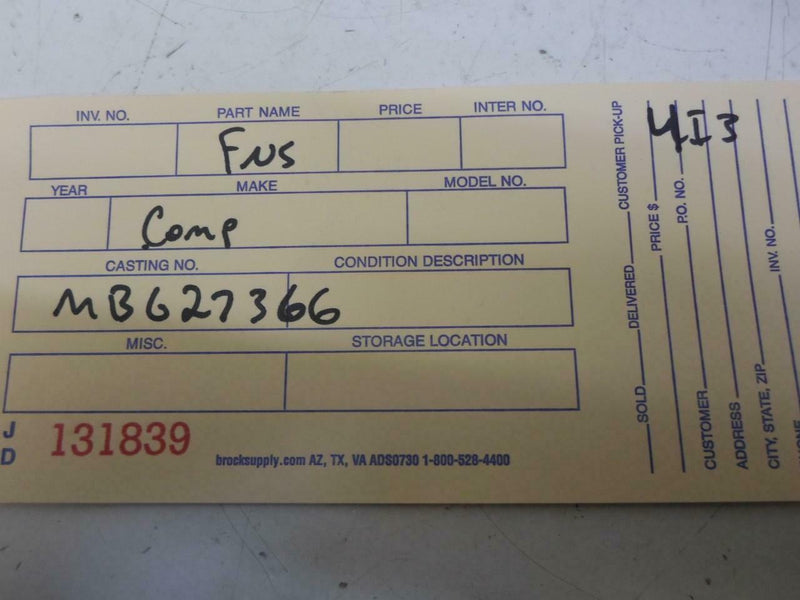 INV. NO. PART NAME PRICE INTER NO.
FNS
YEAR MAKE MODEL NO.
Comp
CASTING NO. CONDITION DESCRIPTION
MB627366
MISC. STORAGE LOCATION
J
D
131839
brocksupply.com AZ, TX, VA ADS0730 1-800-528-4400
4I3
SOLD DELIVERED CUSTOMER PICK-UP
PRICE $
P.O. NO.
CUSTOMER
ADDRESS
CITY, STATE, ZIP
INV. NO.